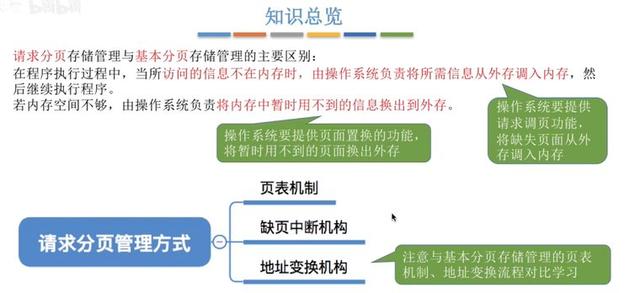 知识总览
请求分页存储管理与基本分页存储管理的主要区别：
在程序执行过程中，当所访问的信息不在内存时，由操作系统负责将所需信息从外存调入内存，然
后继续执行程序。
若内存空间不够，由操作系统负责将内存中暂时用不到的信息换出到外存。
操作系统要提供
请求调页功能，
将缺失页面从外
存调入内存
操作系统要提供页面置换的功能，
将暂时用不到的页面换出外存
页表机制
请求分页管理方式
缺页中断机构
地址变换机构
注意与基本分页存储管理的页表
机制、地址变换流程对比学习